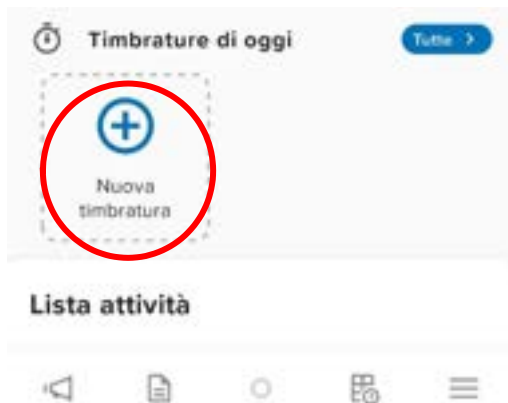 Timbrature di oggi
Tutte
Nuova
timbratura
Lista attività